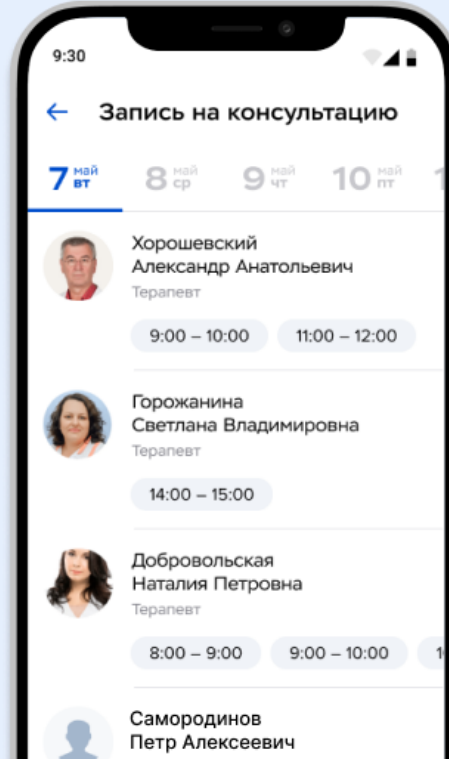 9:30
Запись на консультацию
7 май вт 8 май ср 9 май чт 10 май пт
Хорошевский
Александр Анатольевич
Терапевт
9:00 – 10:00 11:00 – 12:00
Горожанина
Светлана Владимировна
Терапевт
14:00 – 15:00
Добровольская
Наталия Петровна
Терапевт
8:00 – 9:00 9:00 – 10:00
Самородинов
Петр Алексеевич